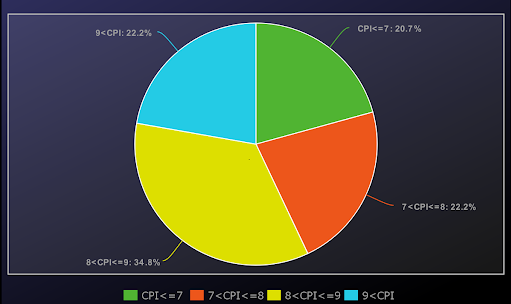 9<CPI: 22.2%
CPI<=7: 20.7%
7<CPI<=8: 22.2%
8<CPI<=9: 34.8%
CPI<=7 7<CPI<=8 8<CPI<=9 9<CPI